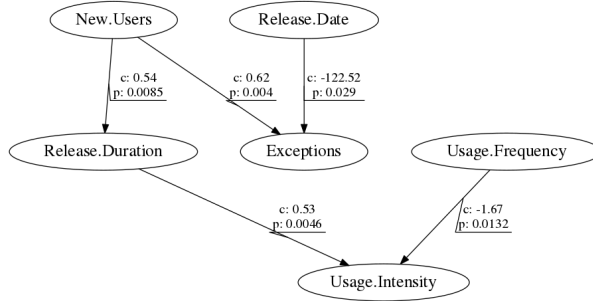 New.Users
Release.Date
c: 0.54
p: 0.0085
c: 0.62
p: 0.004
c: -122.52
p: 0.029
Release.Duration
Exceptions
Usage.Frequency
c: 0.53
p: 0.0046
c: -1.67
p: 0.0132
Usage.Intensity